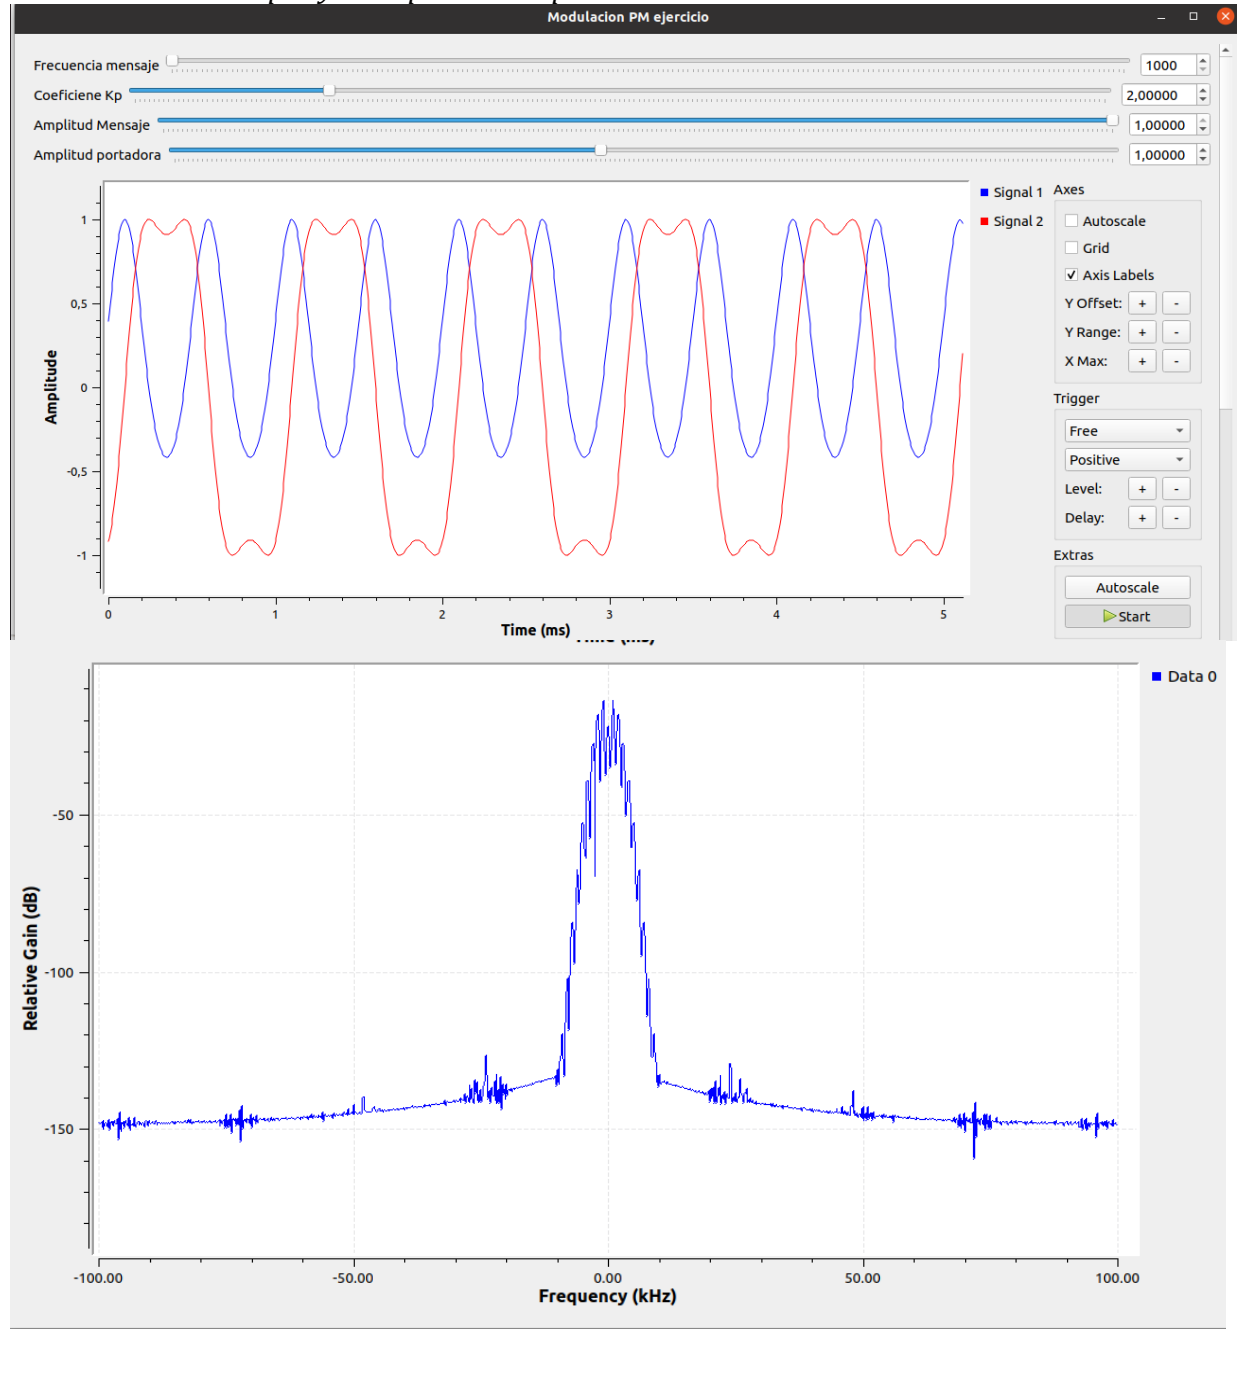 Modulacion PM ejercicio
Frecuencia mensaje 1000
Coeficiene Kp 2,00000
Amplitud Mensaje 1,00000
Amplitud portadora 1,00000
Signal 1
Signal 2
Axes
Autoscale
Grid
Axis Labels
Y Offset: + -
Y Range: + -
X Max: + -
Trigger
Free
Positive
Level: + -
Delay: + -
Extras
Autoscale
Start
Amplitude
1
0,5
0
-0,5
-1
0 1 2 3 4 5
Time (ms)
Data 0
Relative Gain (dB)
-50
-100
-150
-100.00 -50.00 0.00 50.00 100.00
Frequency (kHz)